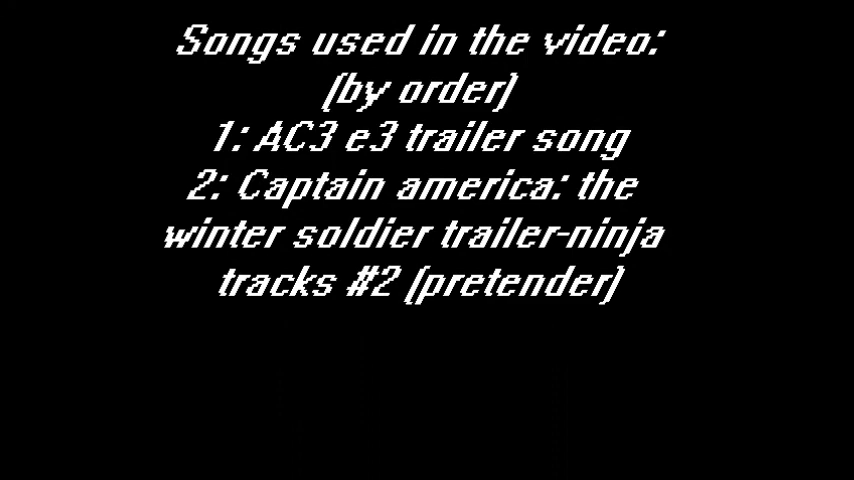 Songs used in the video:
(by order)
1: AC3 e3 trailer song
2: Captain america: the
winter soldier trailer-ninja
tracks #2 (pretender)